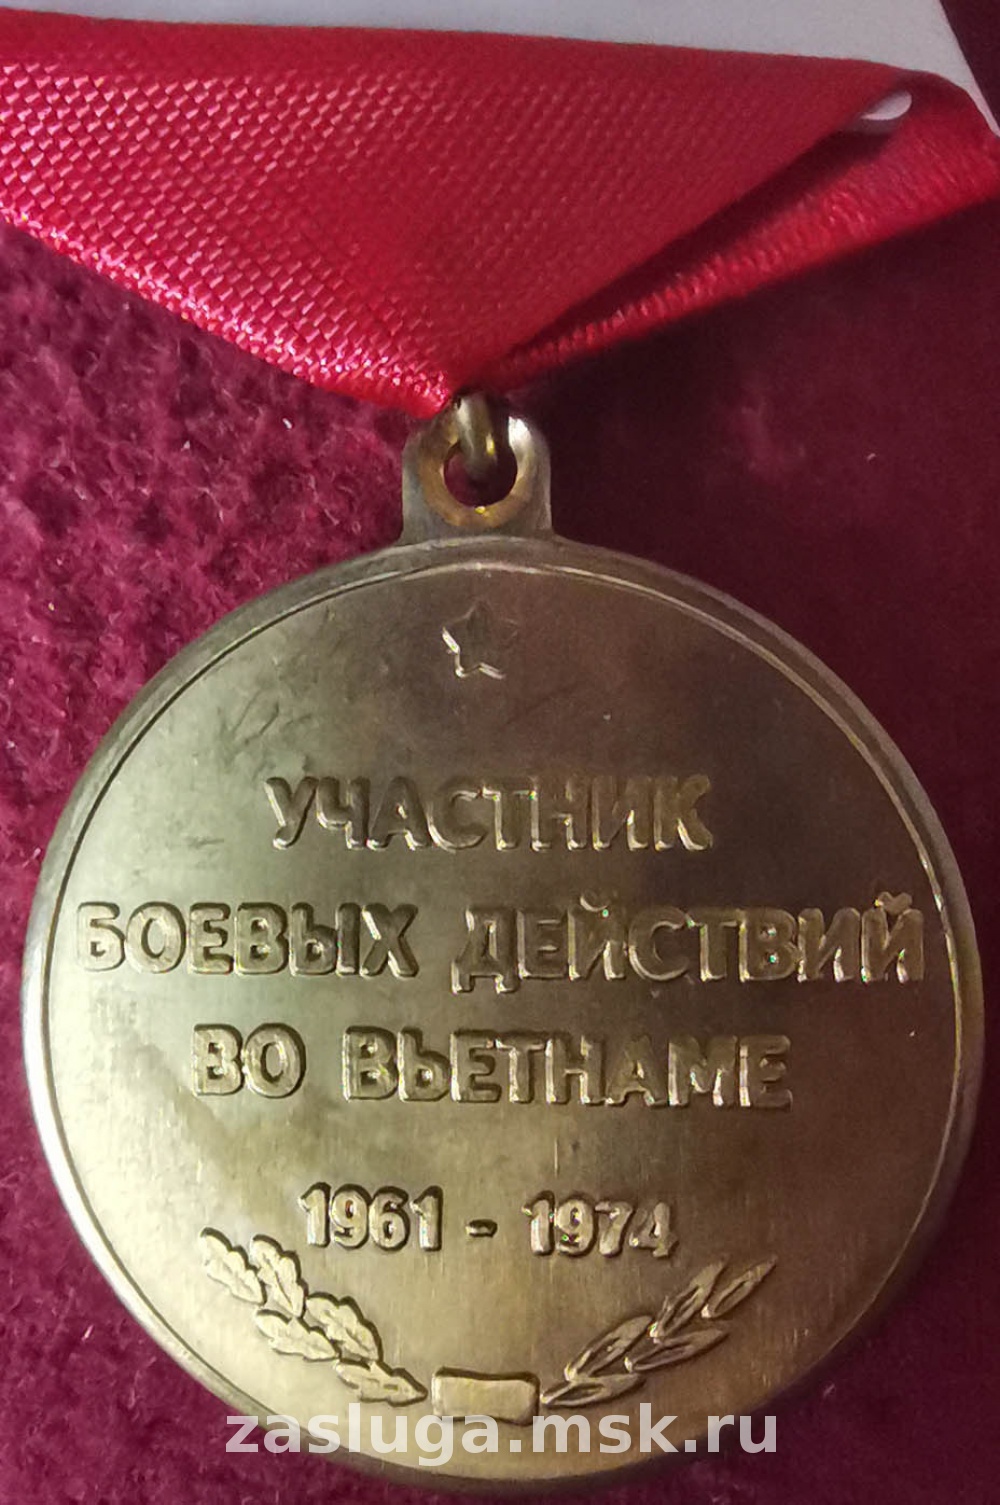 УЧАСТНИК
БОЕВЫХ ДЕЙСТВИЙ
ВО ВЬЕТНАМЕ
1961 - 1974
zasluga.msk.ru